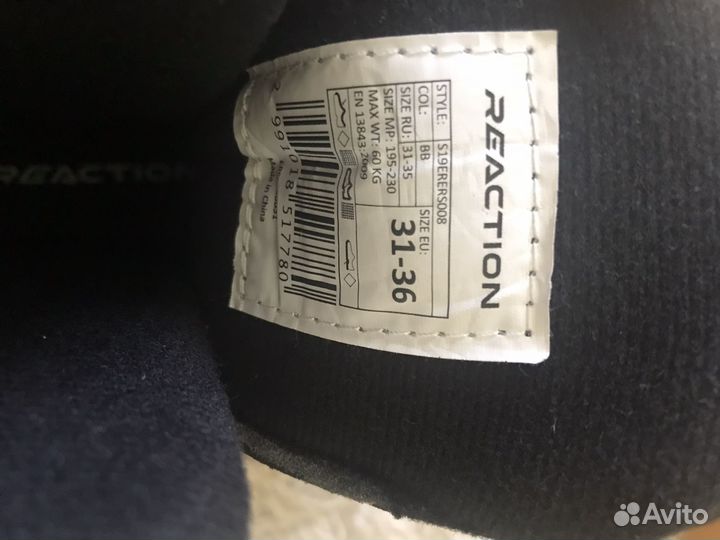 REACTION
STYLE: S19ERERS008
COL: BB
SIZE RU: 31-35
SIZE MP: 195-230
MAX WT: 60 KG
EN 13843:2009
SIZE EU:
31-36
517780
in China
REACTION
Avito